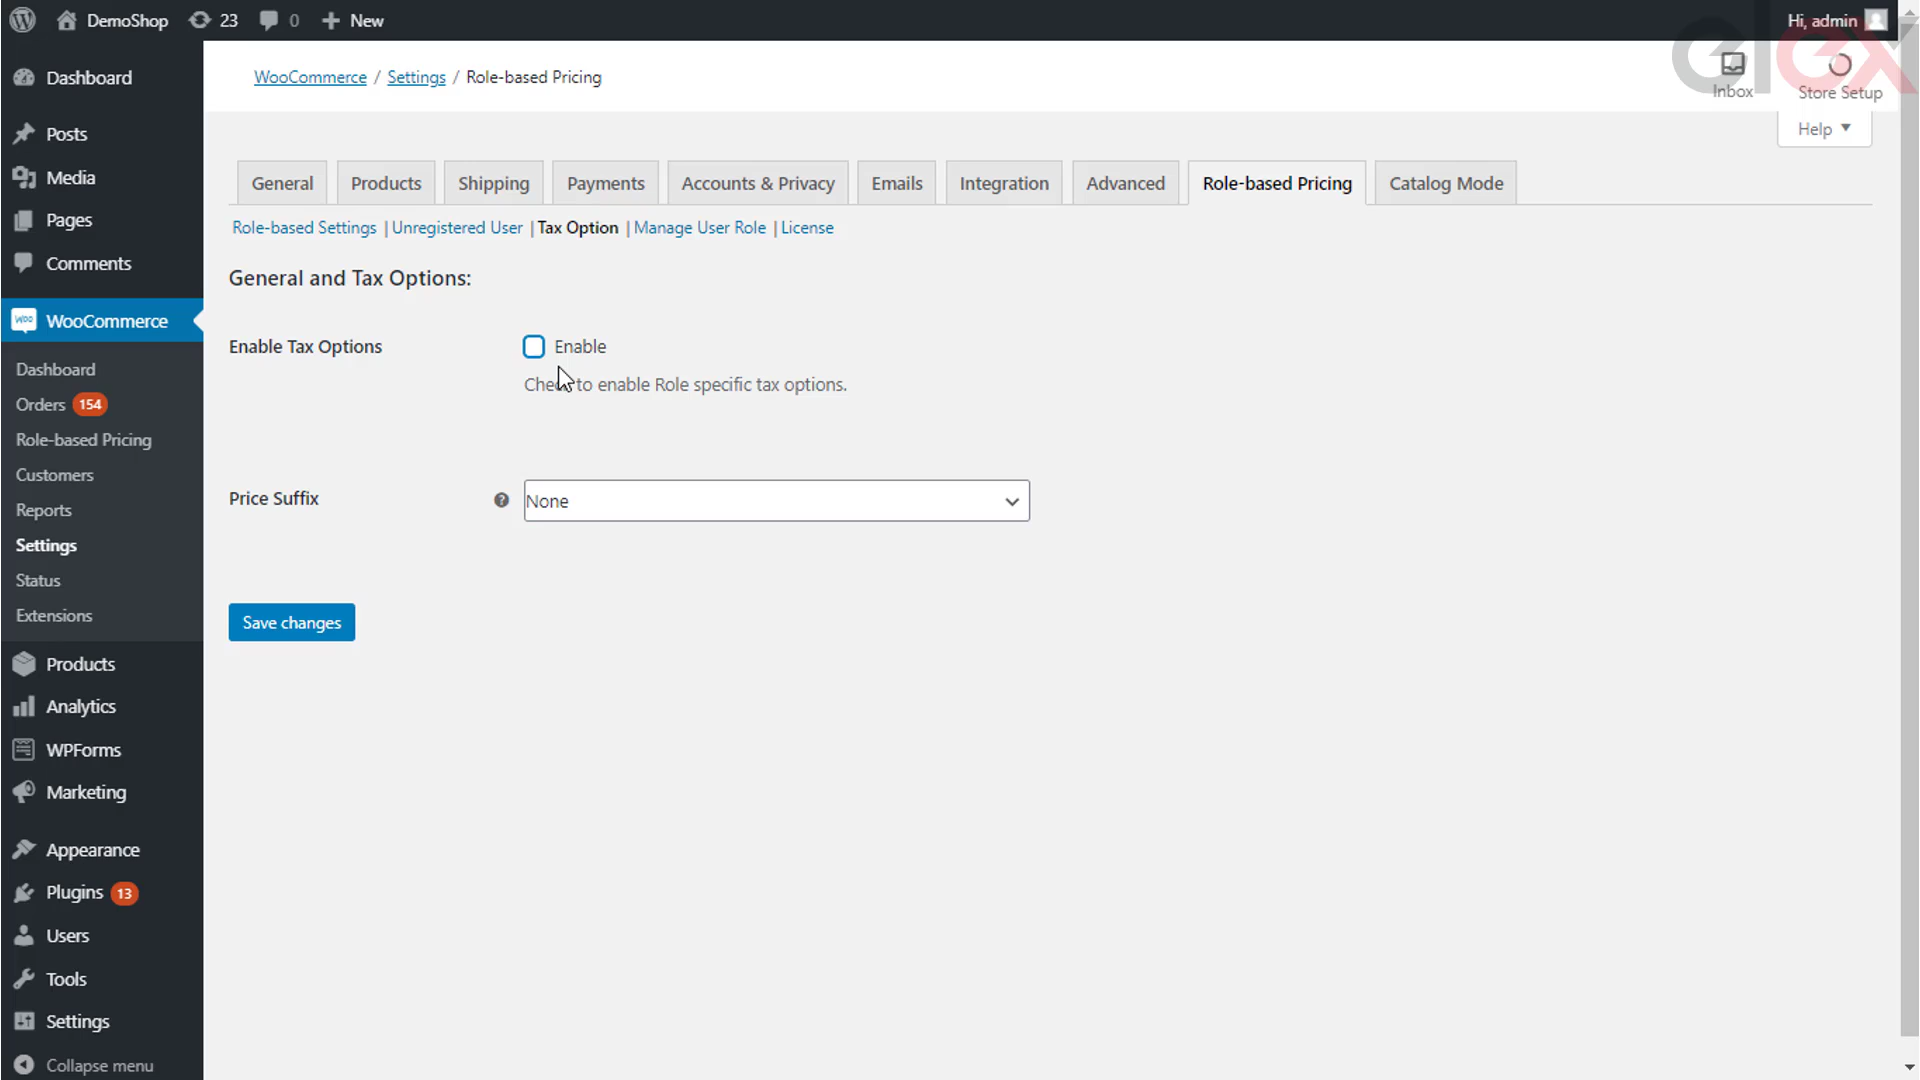 DemoShop 23 0 New Hi, admin
elex
WooCommerce / Settings / Role-based Pricing
Inbox Store Setup
Help
General Products Shipping Payments Accounts & Privacy Emails Integration Advanced Role-based Pricing Catalog Mode
Role-based Settings | Unregistered User | Tax Option | Manage User Role | License
General and Tax Options:
Enable Tax Options Enable
to enable Role specific tax options.
Price Suffix None
Save changes
Dashboard
Posts
Media
Pages
Comments
Woo WooCommerce
Dashboard
Orders 154
Role-based Pricing
Customers
Reports
Settings
Status
Extensions
Products
Analytics
WPForms
Marketing
Appearance
Plugins 13
Users
Tools
Settings
Collapse menu